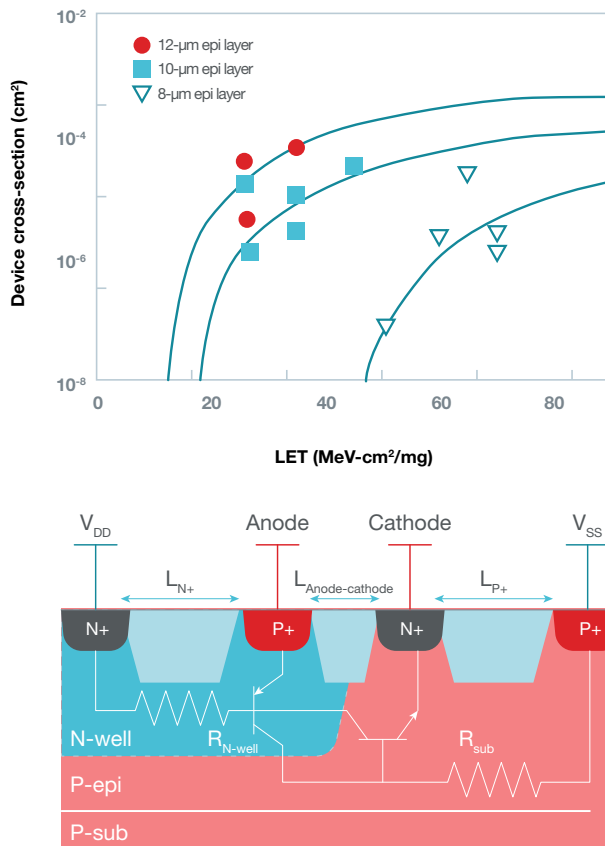 10-2
12-µm epi layer
10-µm epi layer
8-µm epi layer
10-4
10-6
10-8
Device cross-section (cm2)
0 20 40 60 80
LET (MeV-cm2/mg)
VDD Anode Cathode VSS
LN+ LAnode-cathode LP+
N+ P+ N+ P+
N-well RN-well Rsub
P-epi
P-sub